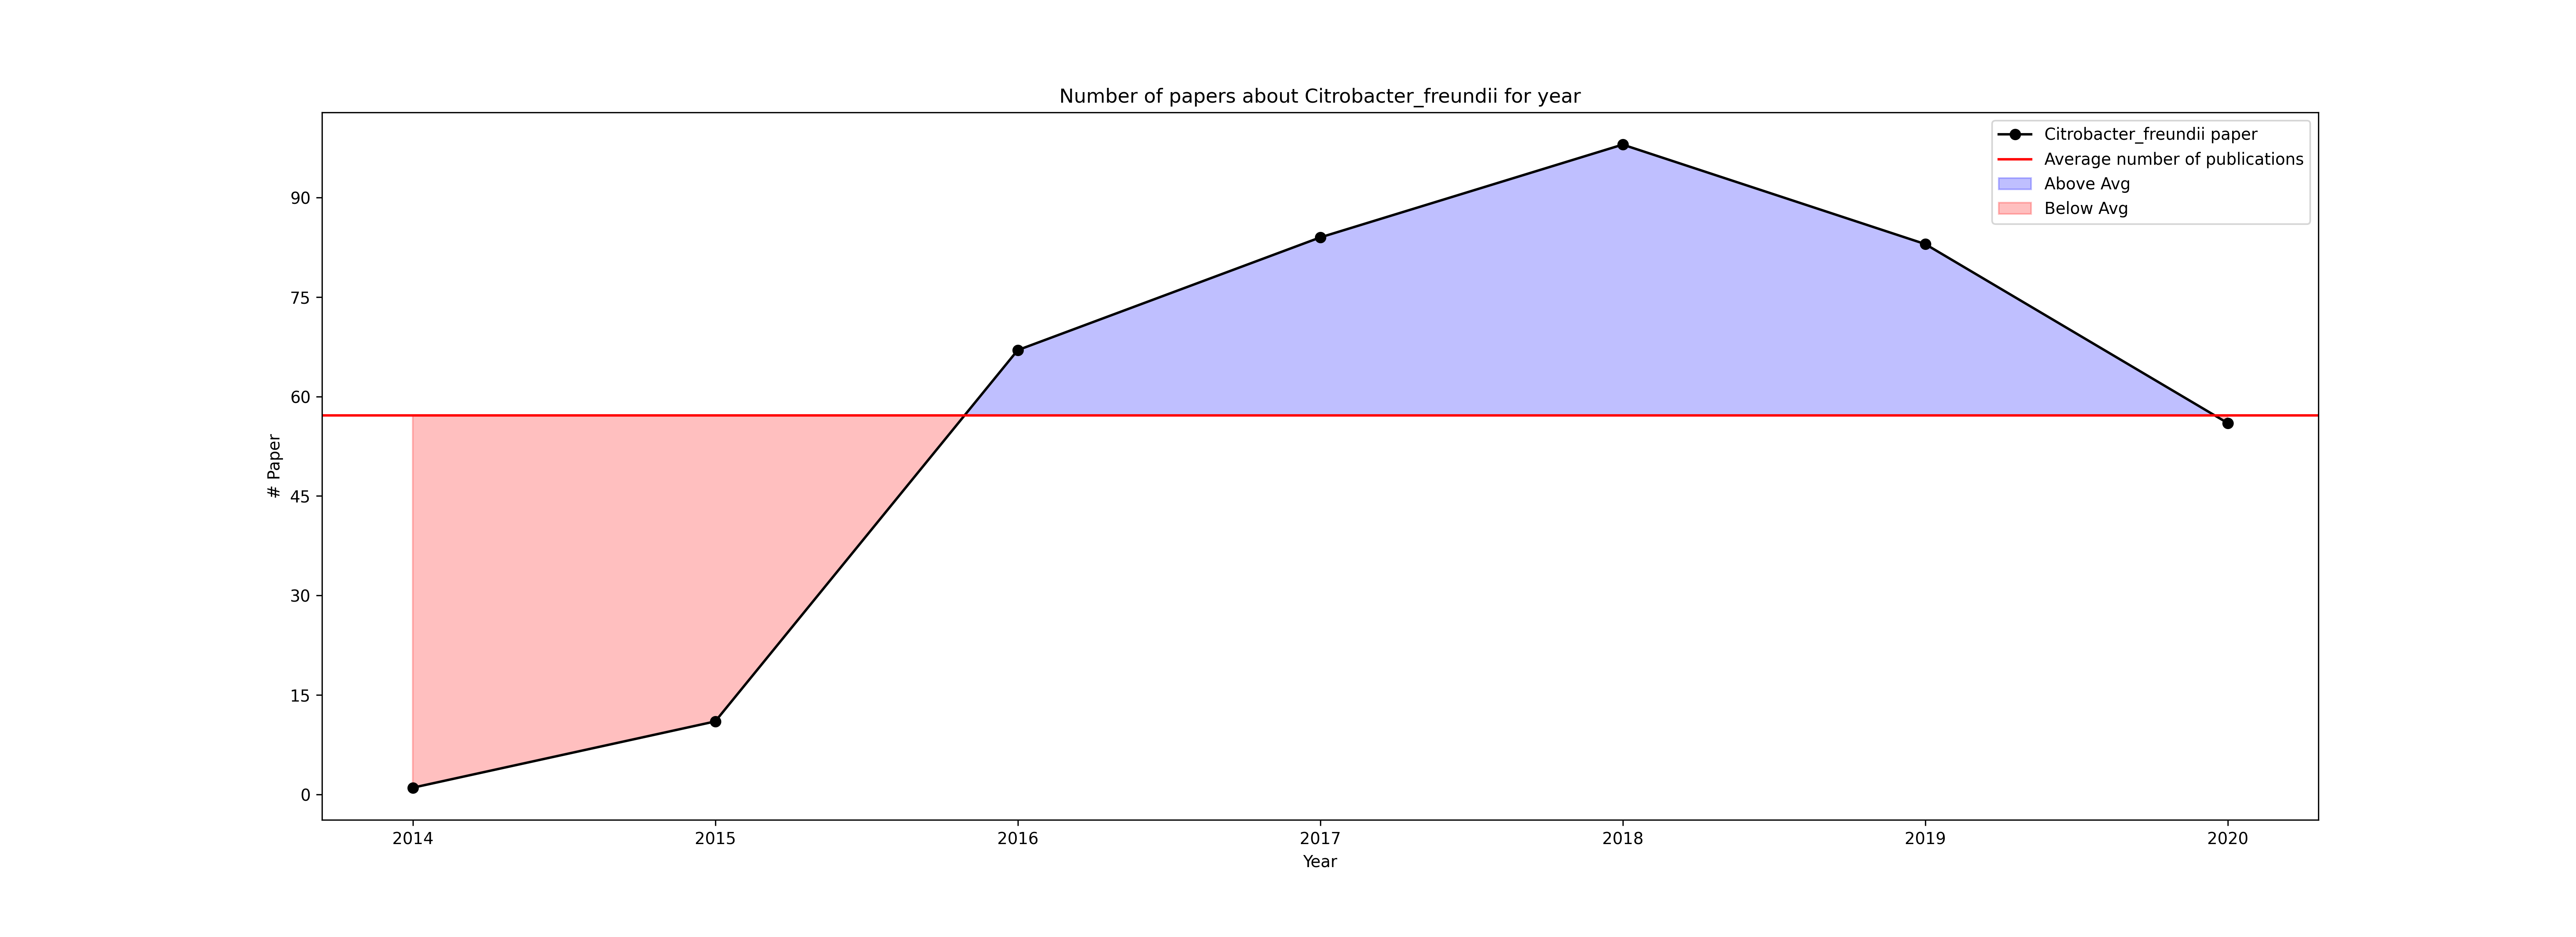 Number of papers about Citrobacter_freundii for year
Citrobacter_freundii paper
Average number of publications
Above Avg
Below Avg
90
75
60
45
30
15
0
# Paper
2014 2015 2016 2017 2018 2019 2020
Year